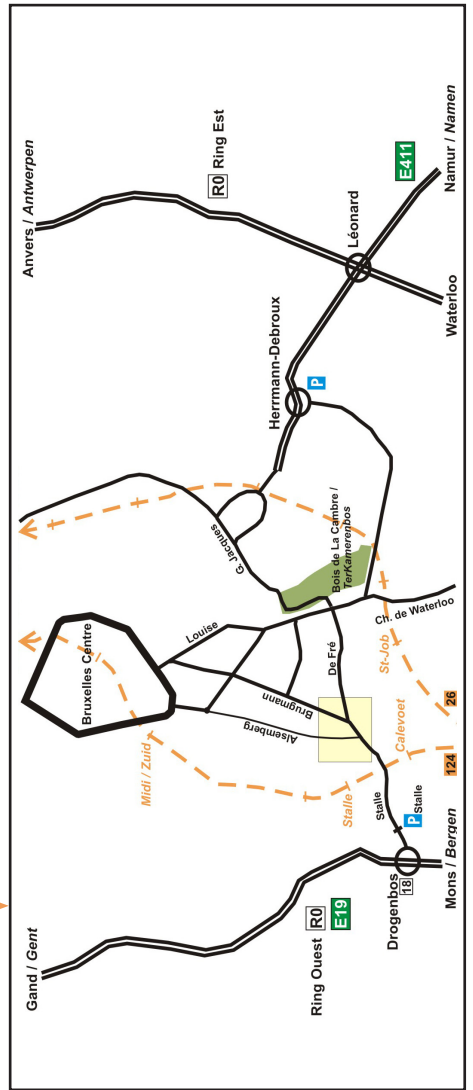 Gand / Gent
Anvers / Antwerpen
Bruxelles Centre
R0 Ring Est
Midi / Zuid
Louise
G. Jacques
Herrmann-Debroux
P
Léonard
E411
Ring Ouest R0
E19
Alsemberg
Brugmann
De Fré
Bois de La Cambre /
TerKamerenbos
Stalle
Calevoet
St-Job
Ch. de Waterloo
Stalle
P
Stalle
Drogenbos
18
124
26
Mons / Bergen
Waterloo
Namur / Namen